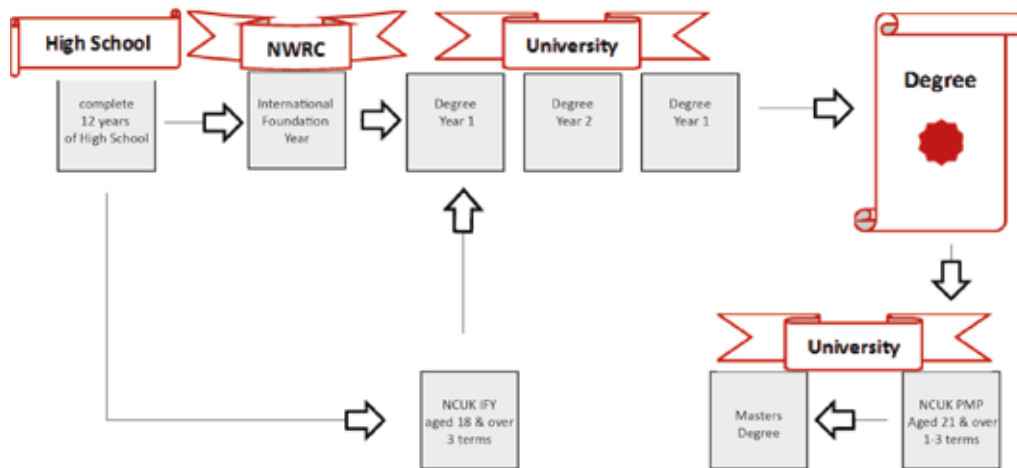 High School
NWRC
University
Degree
complete
12 years
of High School
International
Foundation
Year
Degree
Year 1
Degree
Year 2
Degree
Year 1
University
NCUK IFY
aged 18 & over
3 terms
Masters
Degree
NCUK PMP
Aged 21 & over
1-3 terms